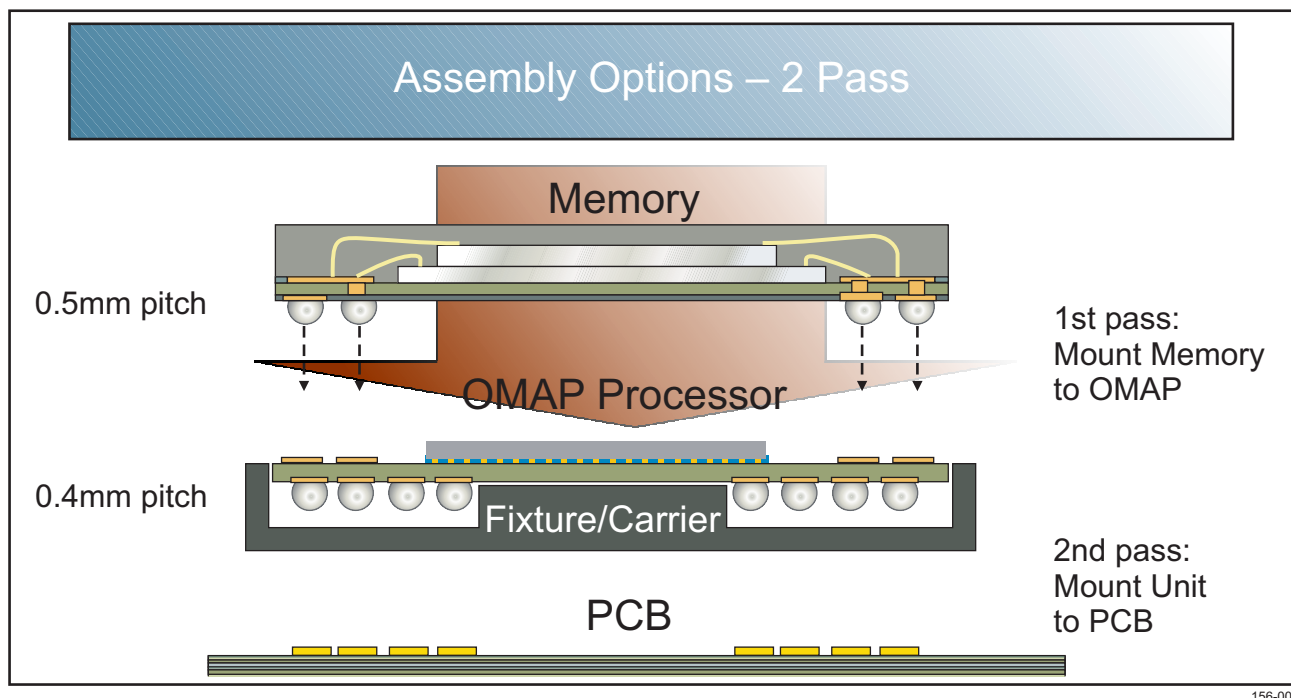 Assembly Options – 2 Pass
Memory
0.5mm pitch
1st pass:
Mount Memory
to OMAP
OMAP Processor
0.4mm pitch
Fixture/Carrier
2nd pass:
Mount Unit
to PCB
PCB